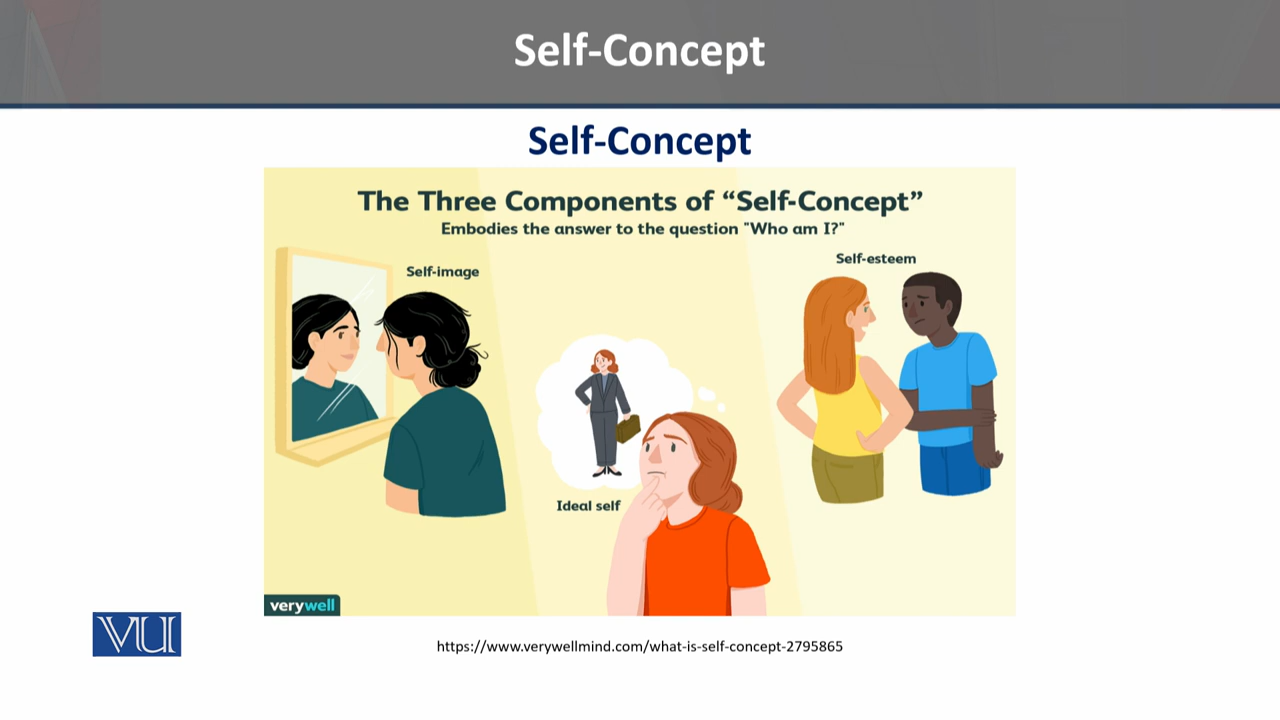 Self-Concept
Self-Concept
The Three Components of “Self-Concept”
Embodies the answer to the question "Who am I?"
Self-image
Self-esteem
Ideal self
verywell
VU
https://www.verywellmind.com/what-is-self-concept-2795865